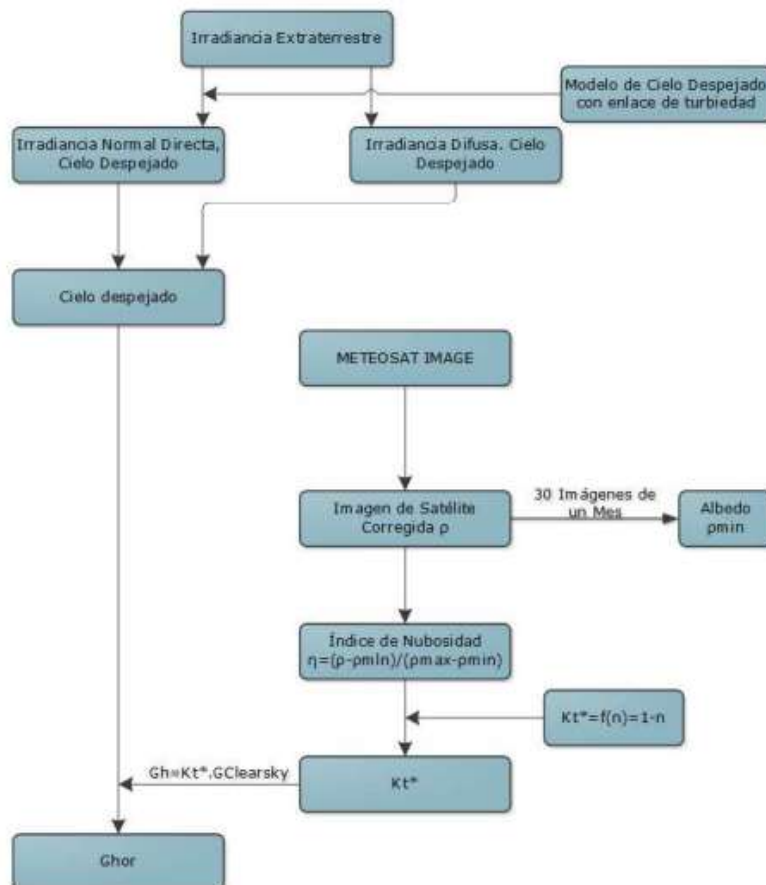 Irradiancia Extraterrestre
Modelo de Cielo Despejado
con enlace de turbiedad
Irradiancia Normal Directa,
Cielo Despejado
Irradiancia Difusa. Cielo
Despejado
Cielo despejado
METEOSAT IMAGE
Imagen de Satélite
Corregida ρ
30 Imágenes de
un Mes
Albedo
ρmin
Índice de Nubosidad
η=(ρ-ρmin)/(ρmax-ρmin)
Kt*=f(n)=1-n
Gh=Kt*.GClearsky
Kt*
Ghor